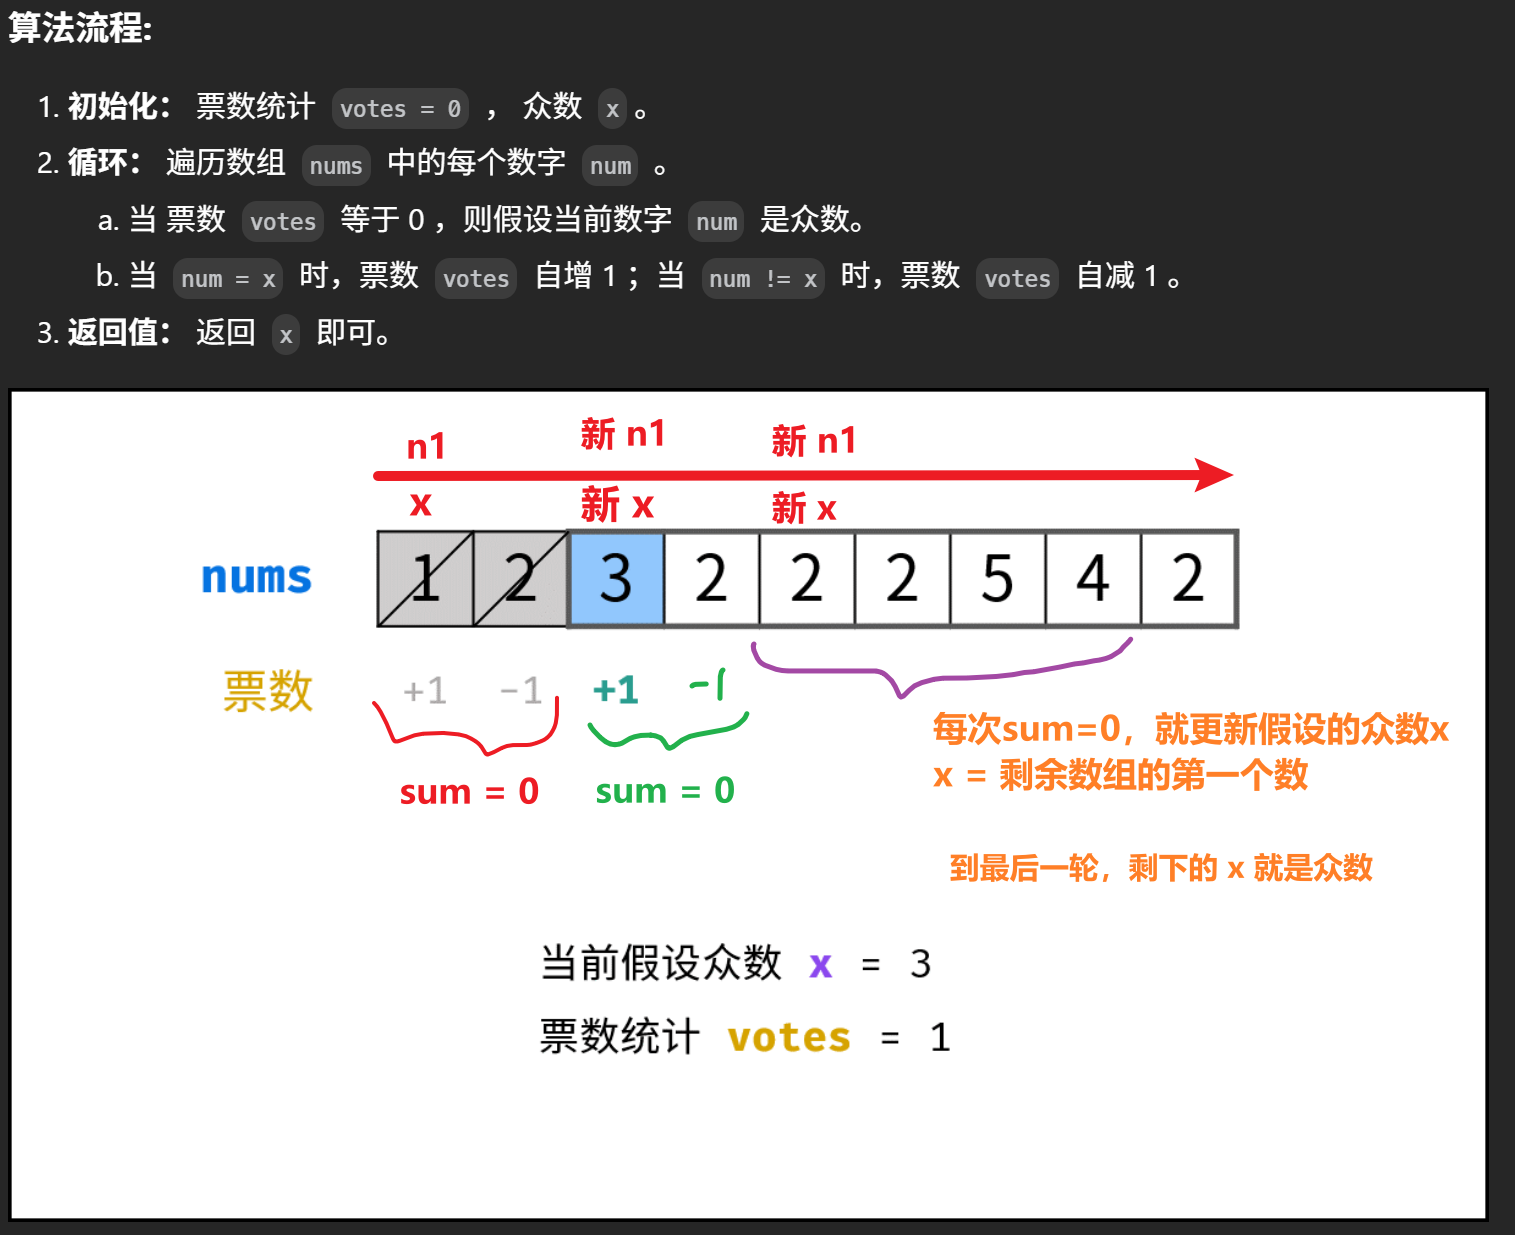 算法流程:
1. 初始化： 票数统计 votes = 0 ， 众数 x 。
2. 循环： 遍历数组 nums 中的每个数字 num 。
a. 当 票数 votes 等于 0 ，则假设当前数字 num 是众数。
b. 当 num = x 时，票数 votes 自增 1 ；当 num != x 时，票数 votes 自减 1 。
3. 返回值： 返回 x 即可。
n1 新 n1 新 n1
x 新 x 新 x
nums 1 2 3 2 2 2 5 4 2
票数 +1 -1 +1 -1
每次sum=0，就更新假设的众数x
x = 剩余数组的第一个数
sum = 0 sum = 0
到最后一轮，剩下的 x 就是众数
当前假设众数 x = 3
票数统计 votes = 1